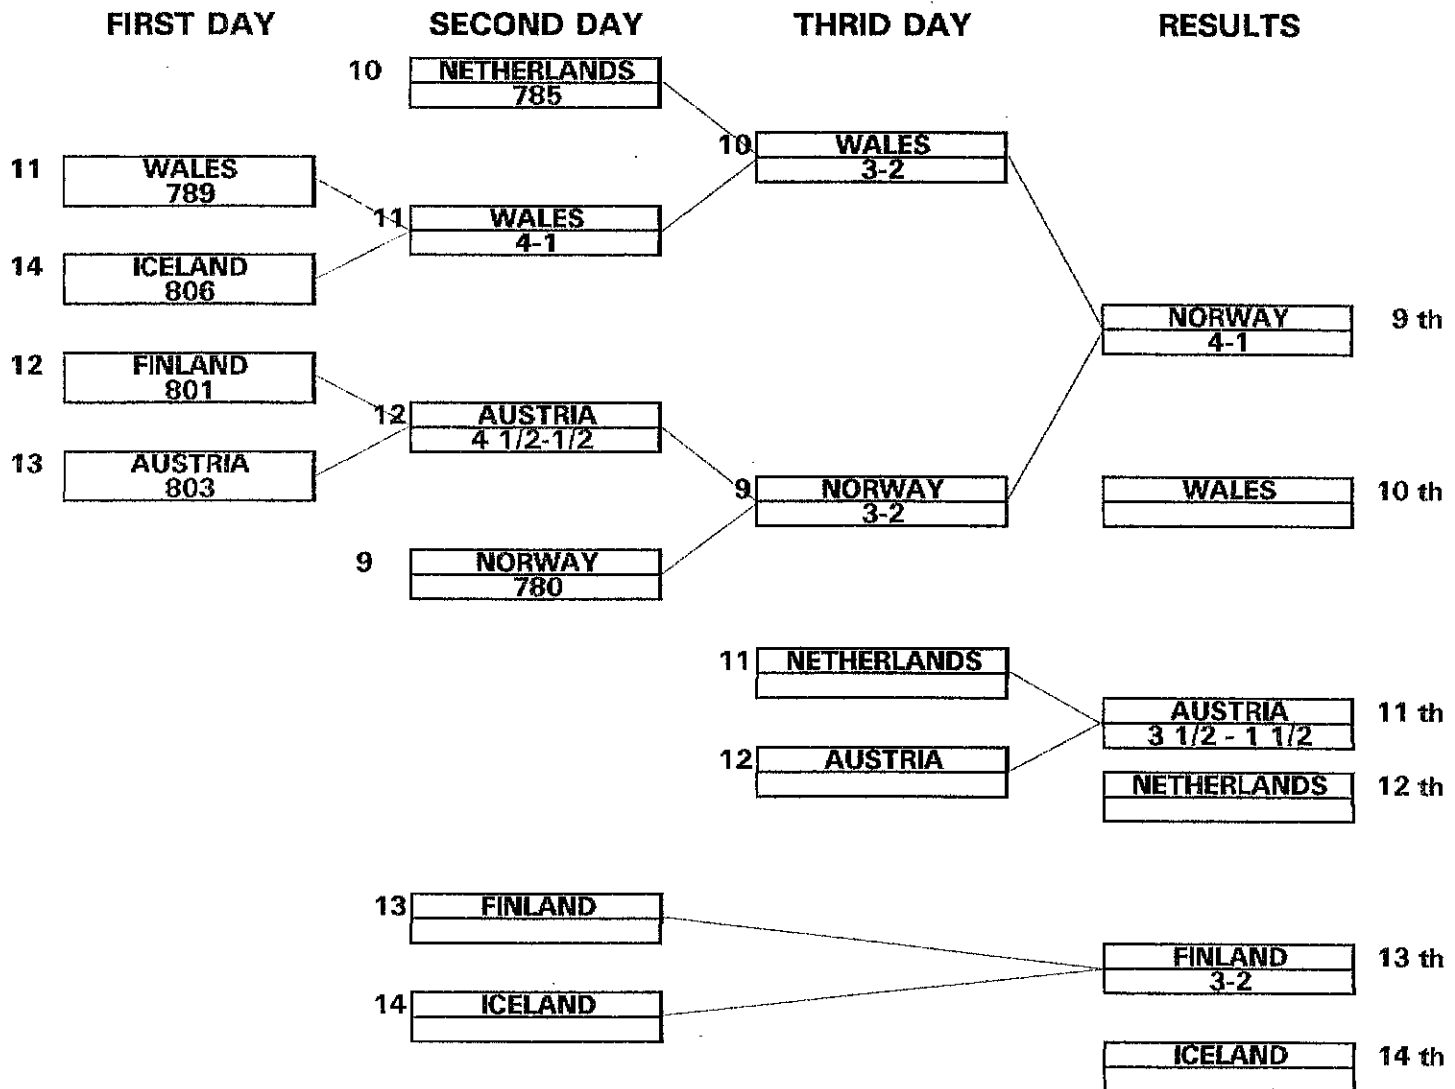 FIRST DAY SECOND DAY THRID DAY RESULTS
10 NETHERLANDS
785
10 WALES
3-2
11 WALES
789
11 WALES
4-1
14 ICELAND
806
NORWAY 9 th
4-1
12 FINLAND
801
12 AUSTRIA
4 1/2-1/2
13 AUSTRIA
803
9 NORWAY
3-2
WALES 10 th
9 NORWAY
780
11 NETHERLANDS
AUSTRIA 11 th
3 1/2 - 1 1/2
12 AUSTRIA
NETHERLANDS 12 th
13 FINLAND
FINLAND 13 th
3-2
14 ICELAND
ICELAND 14 th